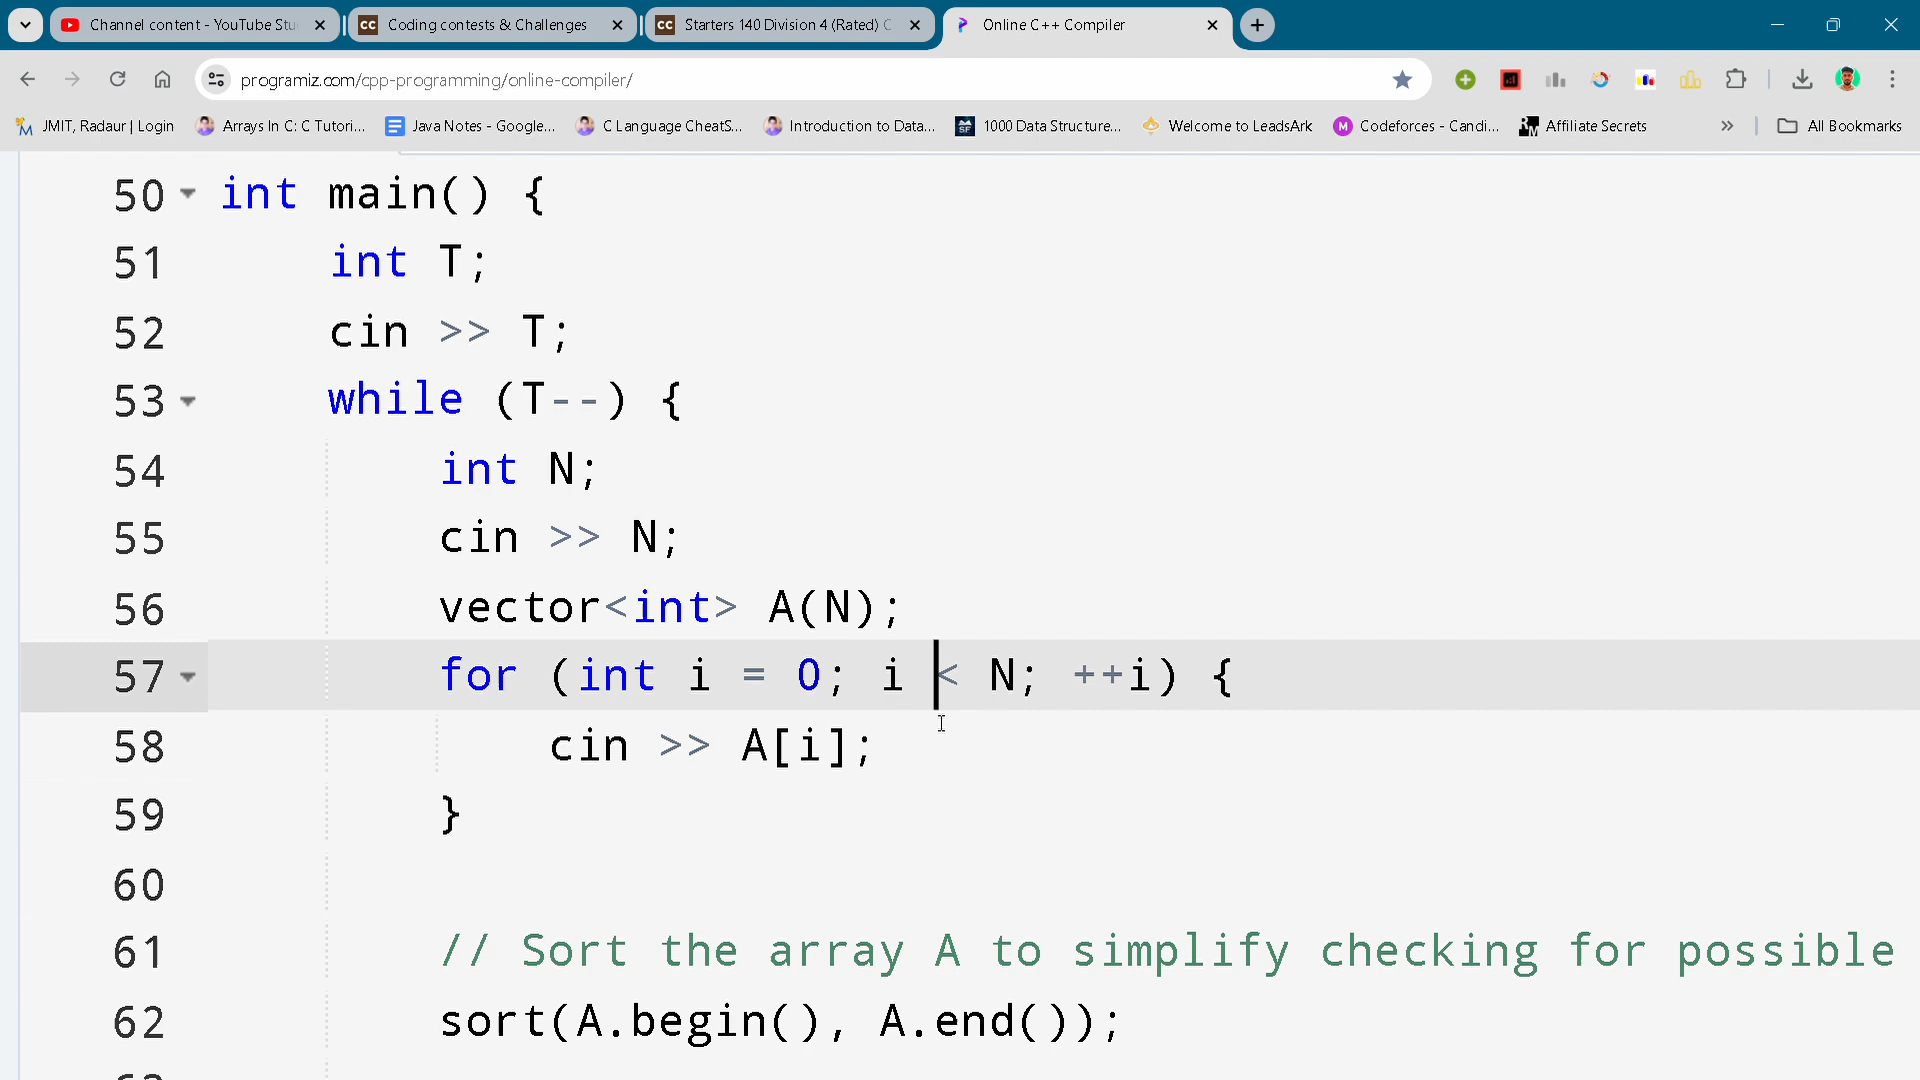 Channel content - YouTube Stu
Coding contests & Challenges
Starters 140 Division 4 (Rated) C
Online C++ Compiler
programiz.com/cpp-programming/online-compiler/
JMIT, Radaur | Login
Arrays In C: C Tutori...
Java Notes - Google...
C Language CheatS...
Introduction to Data...
1000 Data Structure...
Welcome to LeadsArk
Codeforces - Candi...
Affiliate Secrets
All Bookmarks
50 int main() {
51 int T;
52 cin >> T;
53 while (T--) {
54 int N;
55 cin >> N;
56 vector<int> A(N);
57 for (int i = 0; i < N; ++i) {
58 cin >> A[i];
59 }
60
61 // Sort the array A to simplify checking for possible
62 sort(A.begin(), A.end());